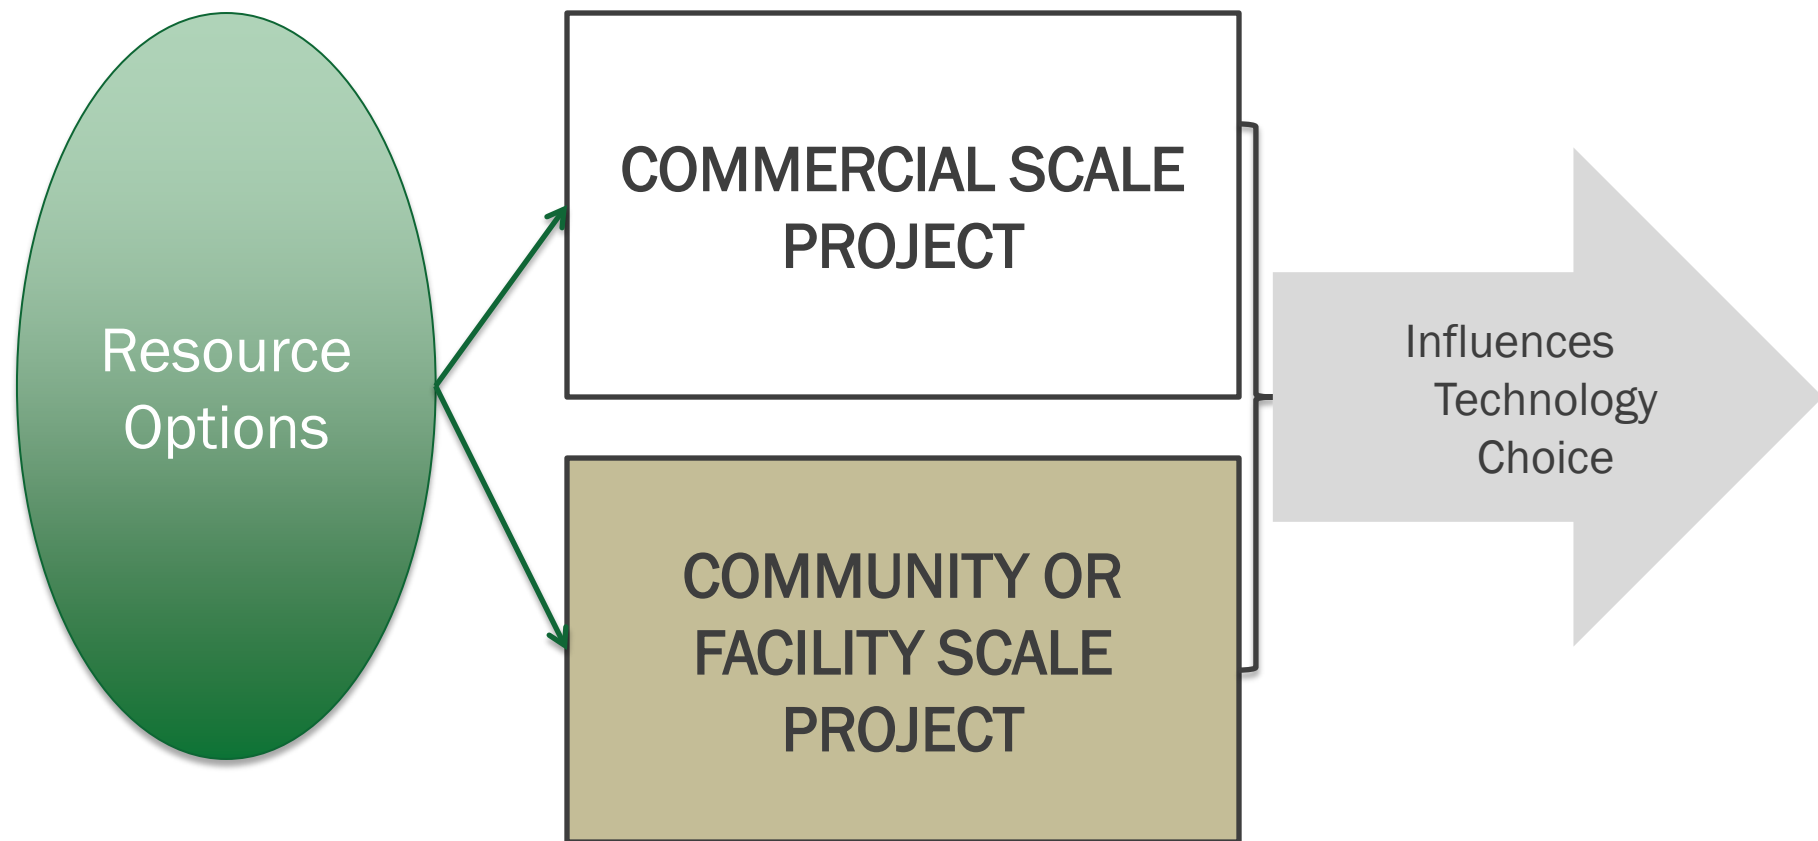 Resource
Options
COMMERCIAL SCALE
PROJECT
COMMUNITY OR
FACILITY SCALE
PROJECT
Influences
Technology
Choice